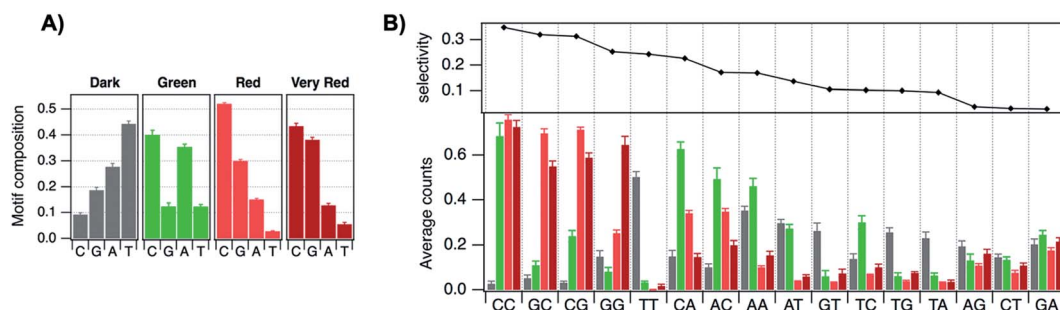 A)
Dark Green Red Very Red
Motif composition
0.5
0.4
0.3
0.2
0.1
0.0
C G A T C G A T C G A T C G A T
B)
selectivity
0.3
0.2
0.1
Average counts
0.6
0.4
0.2
0.0
CC GC CG GG TT CA AC AA AT GT TC TG TA AG CT GA